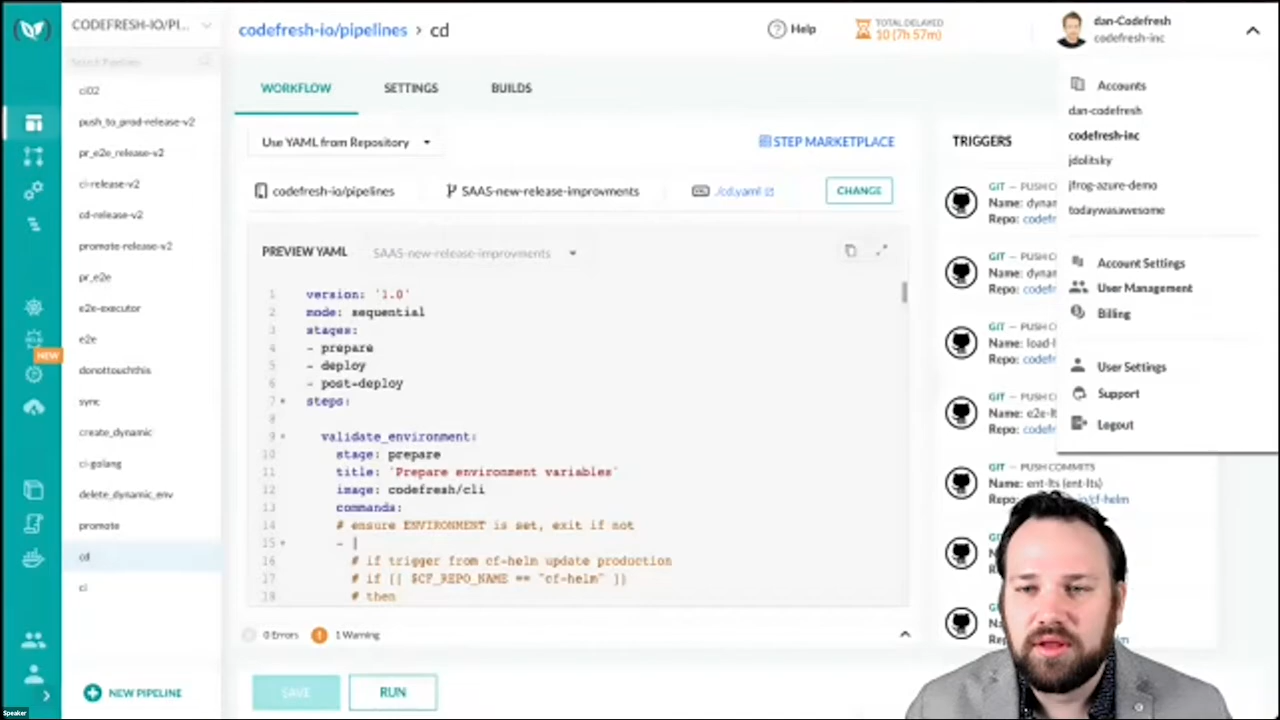 CODEFRESH-IO/PI...
codefresh-io/pipelines > cd
Help
TOTAL DELAYED
10 (7h 57m)
dan-Codefresh
codefresh-inc
Search Pipelines
ci02
push_to_prod-release-v2
pr_e2e_release-v2
ci-release-v2
cd-release-v2
promote-release-v2
pr_e2e
e2e-executor
e2e
donottouchthis
sync
create_dynamic
ci-golang
delete_dynamic_env
promote
cd
ci
NEW
NEW PIPELINE
WORKFLOW
SETTINGS
BUILDS
Use YAML from Repository
STEP MARKETPLACE
codefresh-io/pipelines
SAAS-new-release-improvments
./cd.yaml
CHANGE
PREVIEW YAML
SAAS-new-release-improvments
1 version: '1.0'
2 mode: sequential
3 stages:
4 - prepare
5 - deploy
6 - post-deploy
7 steps:
8
9 validate_environment:
10 stage: prepare
11 title: 'Prepare environment variables'
12 image: codefresh/cli
13 commands:
14 # ensure ENVIRONMENT is set, exit if not
15 - |
16 # if trigger from cf-helm update production
17 # if [[ $CF_REPO_NAME == "cf-helm" ]]
18 # then
0 Errors
1 Warning
SAVE
RUN
TRIGGERS
GIT — PUSH C
Name: dynar
Repo: codefr
GIT — PUSH C
Name: dynar
Repo: codefr
GIT — PUSH C
Name: load-
Repo: codefr
GIT — PUSH C
Name: e2e-lt
Repo: codefr
GIT — PUSH COMMITS
Name: ent-lts (ent-lts)
Repo:
/cf-helm
GIT
Nam
Rep
Accounts
dan-codefresh
codefresh-inc
jdolitsky
jfrog-azure-demo
todaywasawesome
Account Settings
User Management
Billing
User Settings
Support
Logout
Speaker